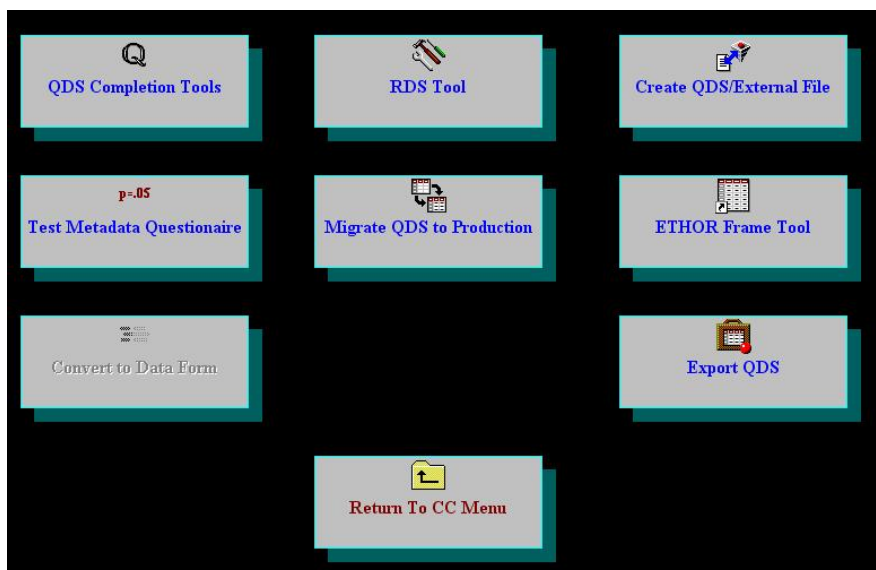 Q
QDS Completion Tools
RDS Tool
Create QDS/External File
p=.05
Test Metadata Questionaire
Migrate QDS to Production
ETHOR Frame Tool
Convert to Data Form
Export QDS
Return To CC Menu